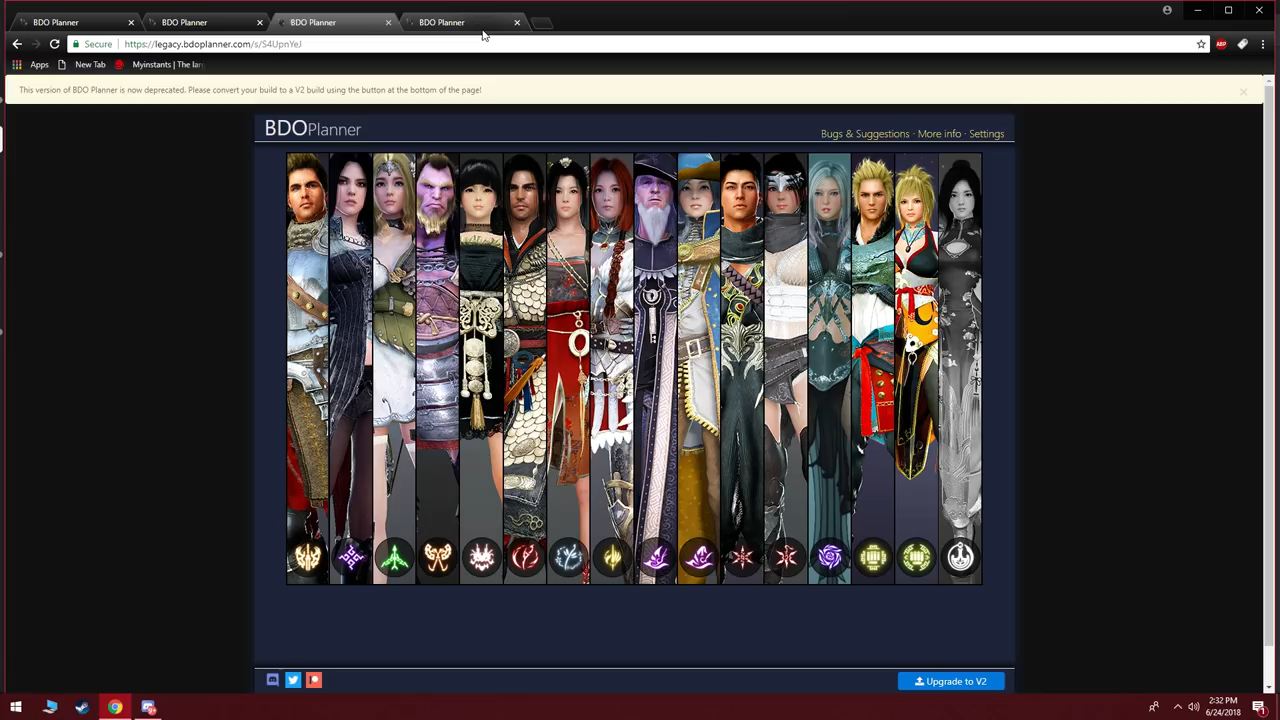 BDO Planner
BDO Planner
BDO Planner
BDO Planner
Secure
https://legacy.bdoplanner.com/s/S4UpnYeJ
ABP
Apps
New Tab
Myinstants | The lar
This version of BDO Planner is now deprecated. Please convert your build to a V2 build using the button at the bottom of the page!
BDOPlanner
Bugs & Suggestions · More info · Settings
Upgrade to V2
2:32 PM
6/24/2018
1